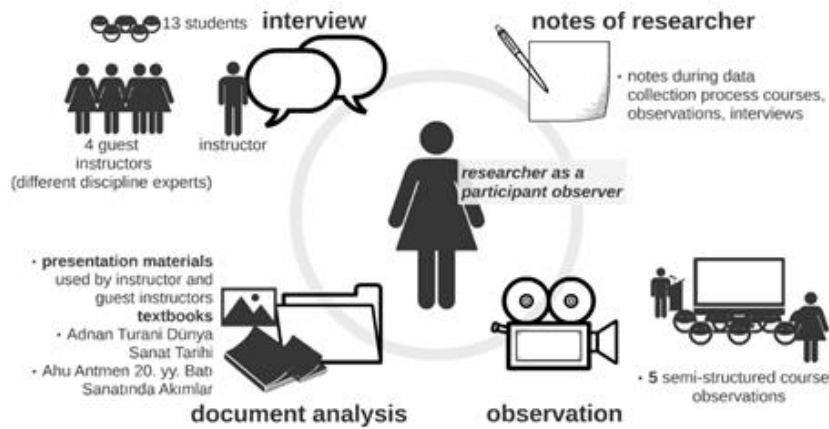 interview
13 students
4 guest
instructors
(different discipline experts)
instructor
notes of researcher
· notes during data
collection process courses,
observations, interviews
researcher as a
participant observer
· presentation materials
used by instructor and
guest instructors
textbooks
· Adnan Turani Dünya
Sanat Tarihi
· Ahu Antmen 20. yy. Batı
Sanatında Akımlar
document analysis
observation
· 5 semi-structured course
observations